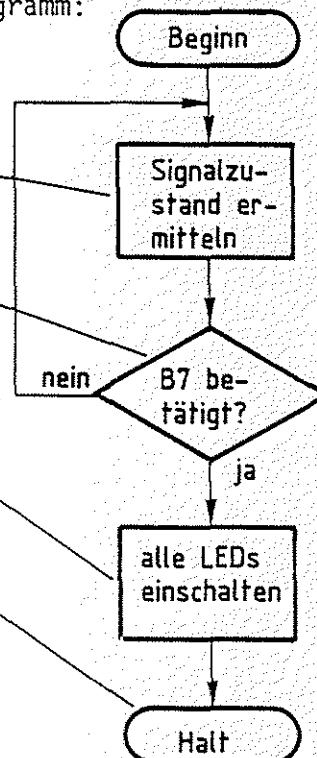 gramm:
Beginn
Signalzu-
stand er-
mitteln
nein
B7 be-
tätigt?
ja
alle LEDs
einschalten
Halt